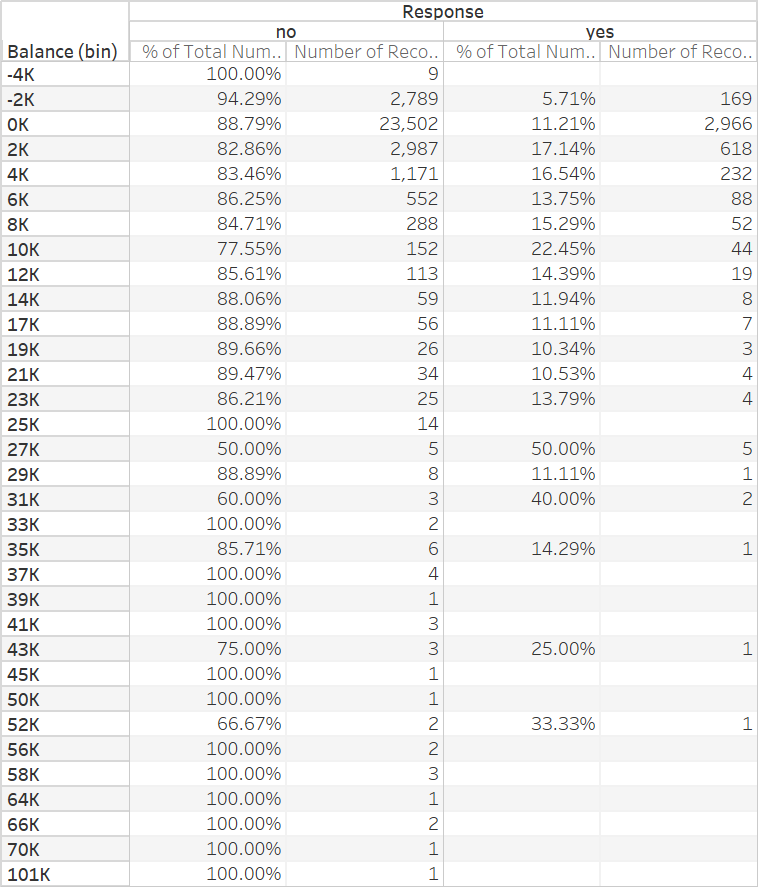 Response
no yes
Balance (bin) % of Total Num.. Number of Reco.. % of Total Num.. Number of Reco..
-4K 100.00% 9
-2K 94.29% 2,789 5.71% 169
0K 88.79% 23,502 11.21% 2,966
2K 82.86% 2,987 17.14% 618
4K 83.46% 1,171 16.54% 232
6K 86.25% 552 13.75% 88
8K 84.71% 288 15.29% 52
10K 77.55% 152 22.45% 44
12K 85.61% 113 14.39% 19
14K 88.06% 59 11.94% 8
17K 88.89% 56 11.11% 7
19K 89.66% 26 10.34% 3
21K 89.47% 34 10.53% 4
23K 86.21% 25 13.79% 4
25K 100.00% 14
27K 50.00% 5 50.00% 5
29K 88.89% 8 11.11% 1
31K 60.00% 3 40.00% 2
33K 100.00% 2
35K 85.71% 6 14.29% 1
37K 100.00% 4
39K 100.00% 1
41K 100.00% 3
43K 75.00% 3 25.00% 1
45K 100.00% 1
50K 100.00% 1
52K 66.67% 2 33.33% 1
56K 100.00% 2
58K 100.00% 3
64K 100.00% 1
66K 100.00% 2
70K 100.00% 1
101K 100.00% 1